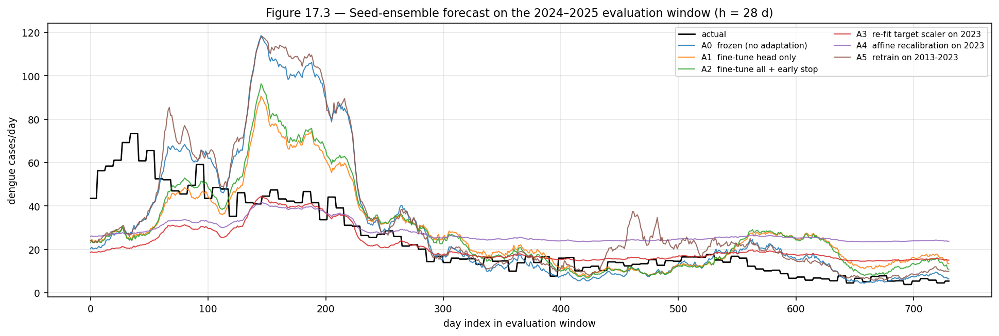 Figure 17.3 — Seed-ensemble forecast on the 2024–2025 evaluation window (h = 28 d)
actual
A0  frozen (no adaptation)
A1  fine-tune head only
A2  fine-tune all + early stop
A3  re-fit target scaler on 2023
A4  affine recalibration on 2023
A5  retrain on 2013-2023
dengue cases/day
120
100
80
60
40
20
0
0 100 200 300 400 500 600 700
day index in evaluation window